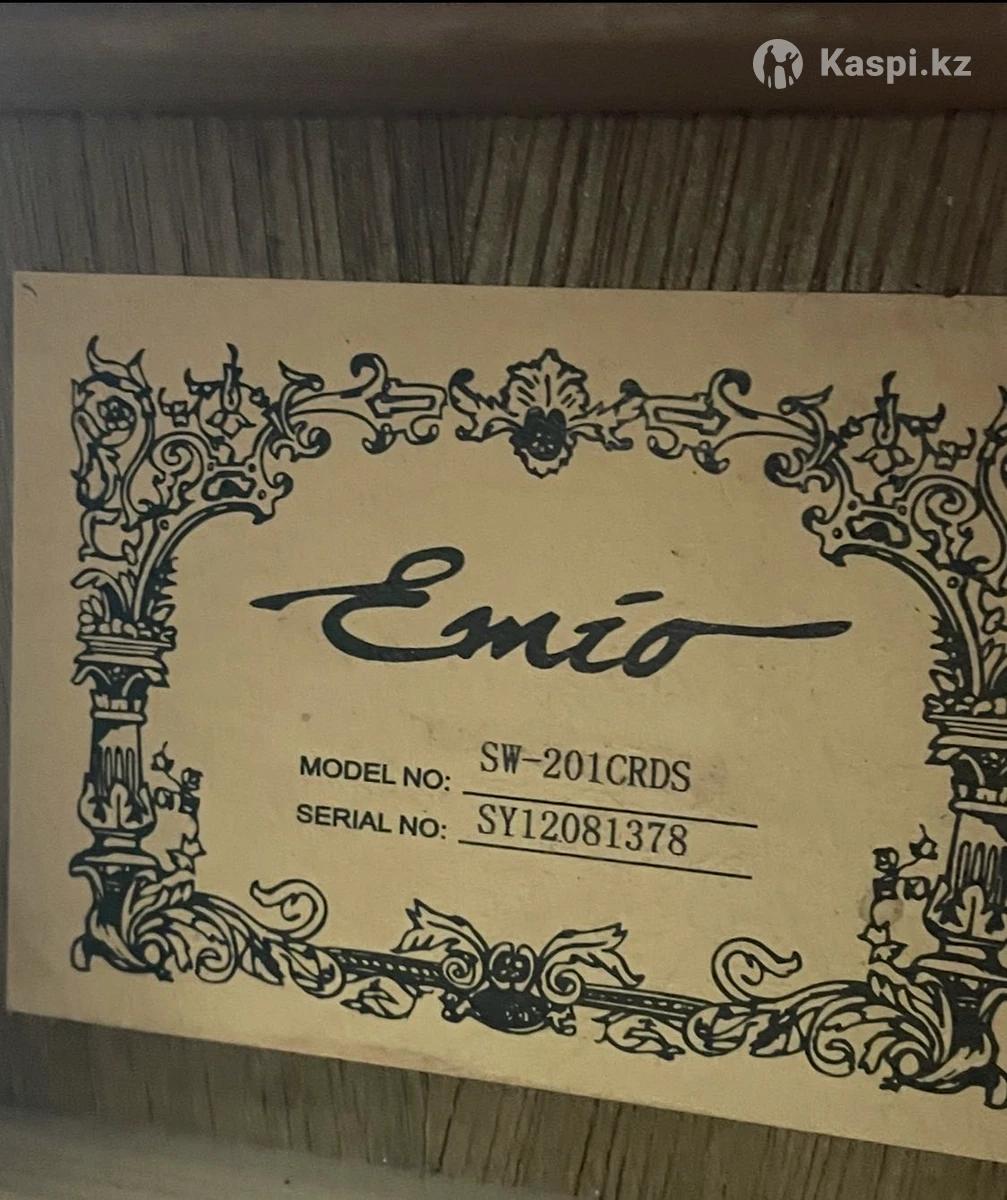 Kaspi.kz
Emio
MODEL NO: SW-201CRDS
SERIAL NO: SY12081378